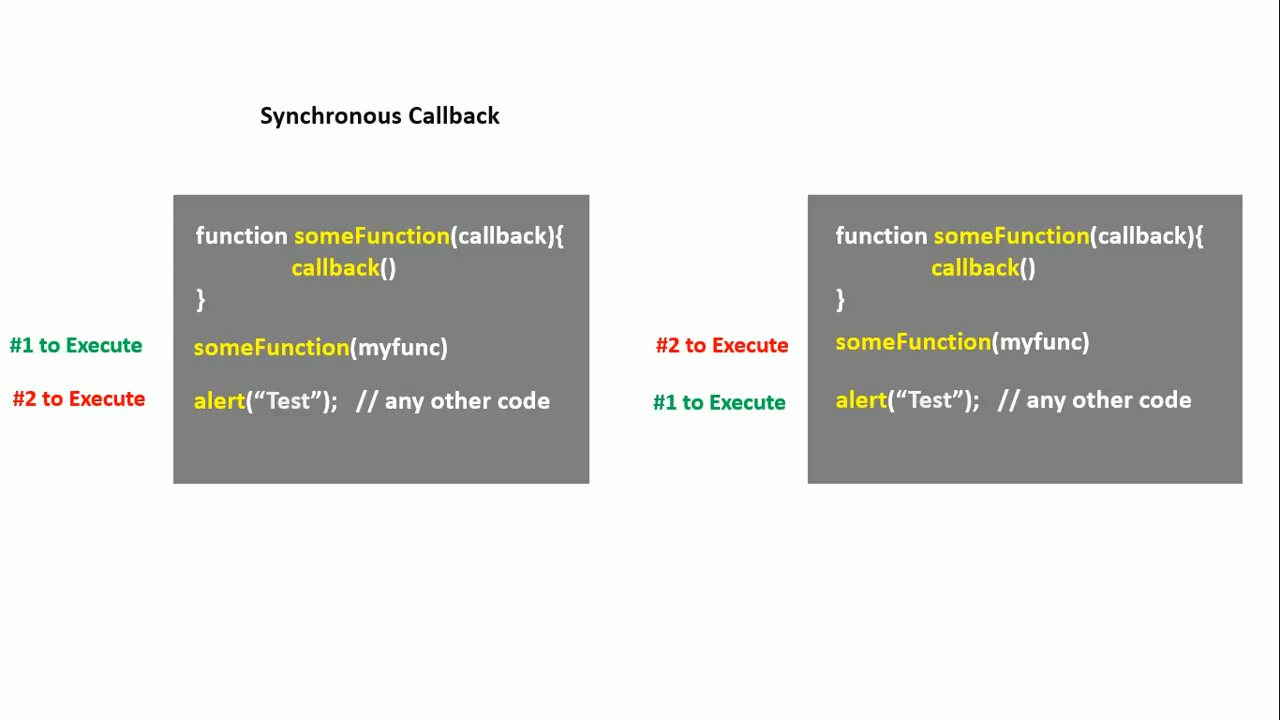 Synchronous Callback
function someFunction(callback){
callback()
}
#1 to Execute
someFunction(myfunc)
#2 to Execute
alert(“Test”); // any other code
function someFunction(callback){
callback()
}
#2 to Execute
someFunction(myfunc)
#1 to Execute
alert(“Test”); // any other code